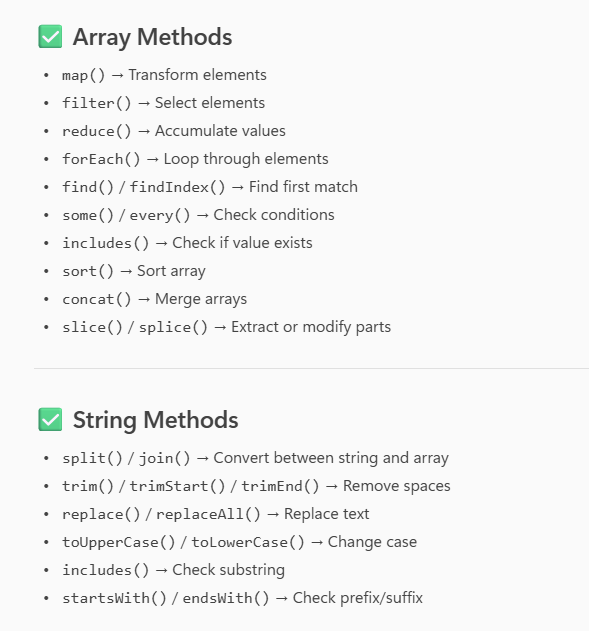 ✅ Array Methods
• map() → Transform elements
• filter() → Select elements
• reduce() → Accumulate values
• forEach() → Loop through elements
• find() / findIndex() → Find first match
• some() / every() → Check conditions
• includes() → Check if value exists
• sort() → Sort array
• concat() → Merge arrays
• slice() / splice() → Extract or modify parts
✅ String Methods
• split() / join() → Convert between string and array
• trim() / trimStart() / trimEnd() → Remove spaces
• replace() / replaceAll() → Replace text
• toUpperCase() / toLowerCase() → Change case
• includes() → Check substring
• startsWith() / endsWith() → Check prefix/suffix